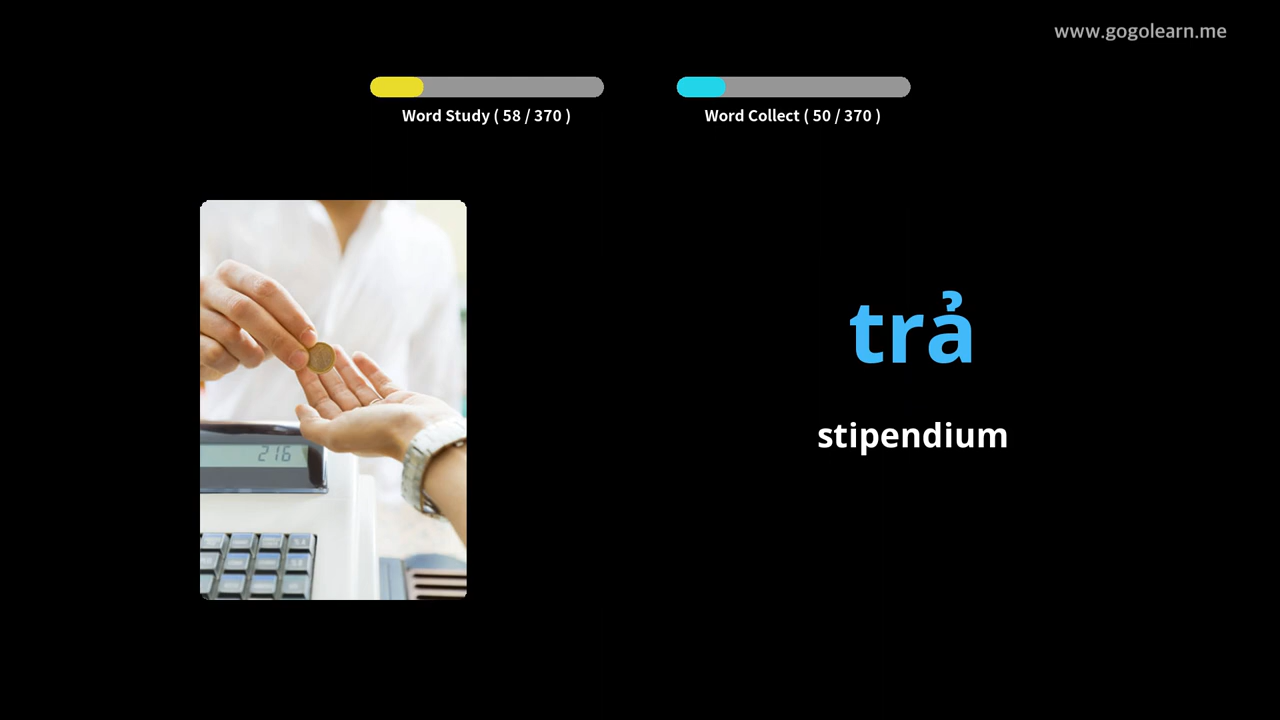 www.gogolearn.me
Word Study ( 58 / 370 )
Word Collect ( 50 / 370 )
trả
stipendium
216